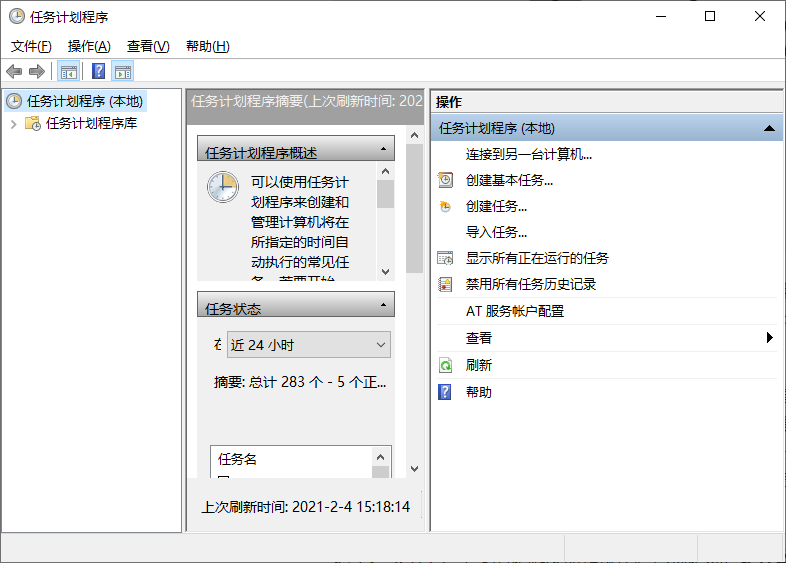 任务计划程序
文件(F) 操作(A) 查看(V) 帮助(H)
任务计划程序 (本地)
任务计划程序库
任务计划程序摘要(上次刷新时间: 202
任务计划程序概述
可以使用任务计
划程序来创建和
管理计算机将在
所指定的时间自
动执行的常见任
任务状态
近 24 小时
摘要: 总计 283 个 - 5 个正...
任务名
上次刷新时间: 2021-2-4 15:18:14
操作
任务计划程序 (本地)
连接到另一台计算机...
创建基本任务...
创建任务...
导入任务...
显示所有正在运行的任务
禁用所有任务历史记录
AT 服务帐户配置
查看
刷新
帮助